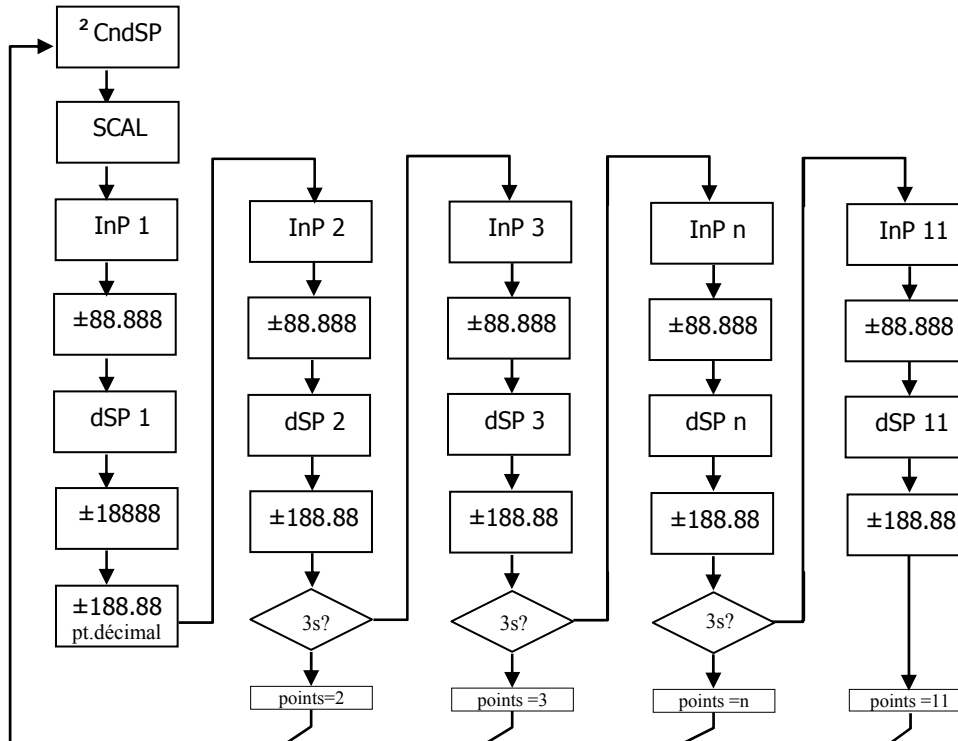 ² CndSP
SCAL
InP 1
±88.888
dSP 1
±18888
±188.88
pt.décimal
InP 2
±88.888
dSP 2
±188.88
3s?
points=2
InP 3
±88.888
dSP 3
±188.88
3s?
points =3
InP n
±88.888
dSP n
±188.88
3s?
points =n
InP 11
±88.888
dSP 11
±188.88
points =11